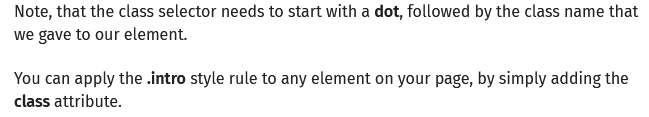 Note, that the class selector needs to start with a dot, followed by the class name that
we gave to our element.
You can apply the .intro style rule to any element on your page, by simply adding the
class attribute.